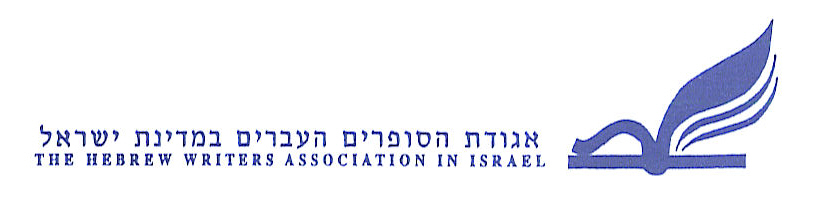 אגודת הסופרים העברים במדינת ישראל
THE HEBREW WRITERS ASSOCIATION IN ISRAEL